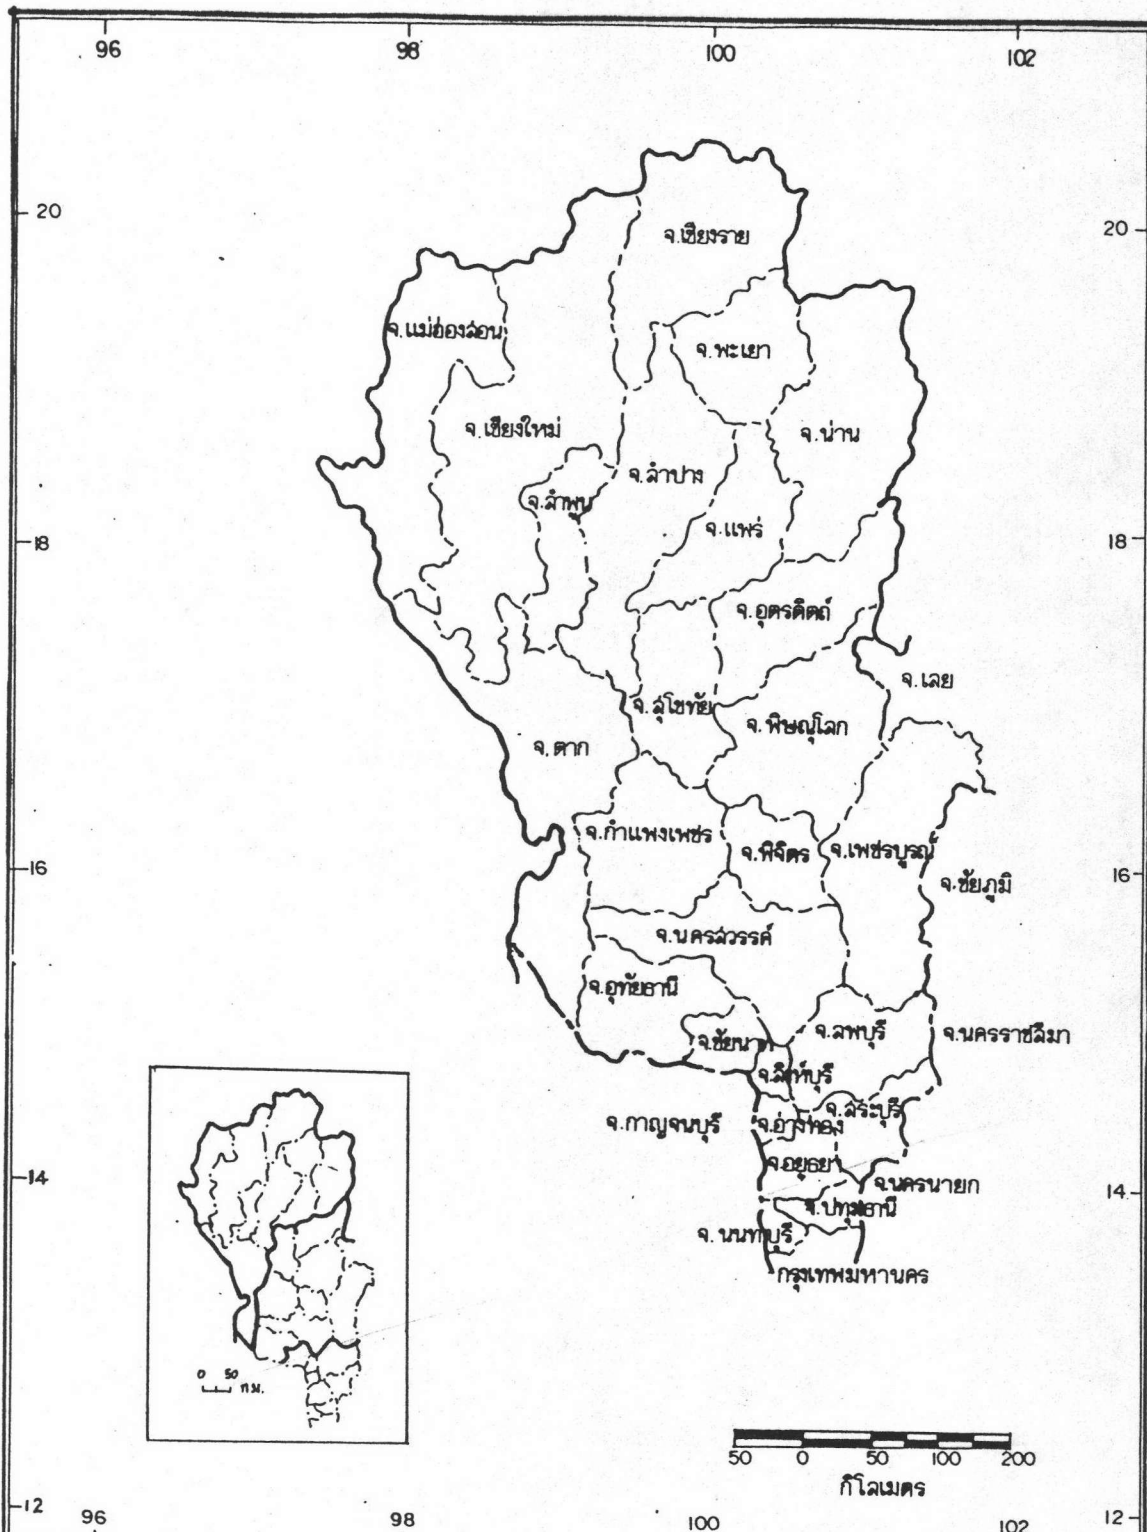 96 98 100 102
20 20
จ.เชียงราย
จ.แม่ฮ่องสอน
จ.พะเยา
จ.เชียงใหม่
จ.น่าน
จ.ลำปาง
จ.ลำพูน
จ.แพร่
18 18
จ.อุตรดิตถ์
จ.เลย
จ.สุโขทัย
จ.พิษณุโลก
จ.ตาก
จ.กำแพงเพชร
จ.พิจิตร
จ.เพชรบูรณ์
16 16
จ.ชัยภูมิ
จ.นครสวรรค์
จ.อุทัยธานี
จ.ชัยนาท
จ.ลพบุรี
จ.นครราชสีมา
จ.สิงห์บุรี
จ.สระบุรี
จ.กาญจนบุรี
จ.อ่างทอง
จ.อยุธยา
14 14
จ.นครนายก
จ.ปทุมธานี
จ.นนทบุรี
กรุงเทพมหานคร
0 50
ก.ม.
50 0 50 100 200
กิโลเมตร
12 12
96 98 100 102